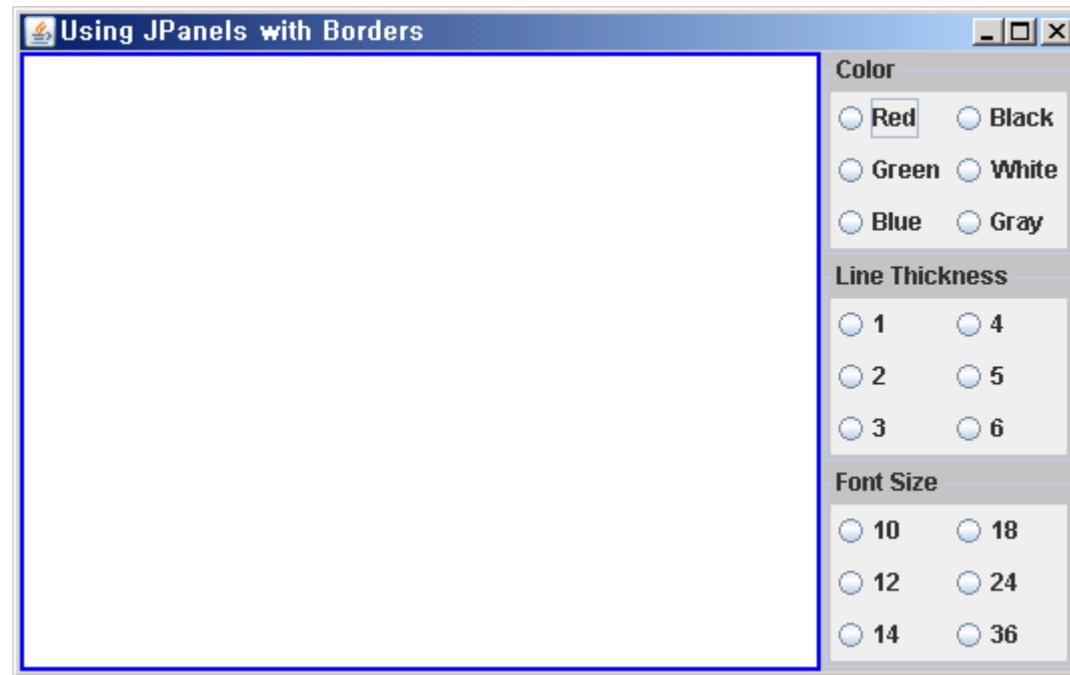 Using JPanels with Borders
Color
Red Black
Green White
Blue Gray
Line Thickness
1 4
2 5
3 6
Font Size
10 18
12 24
14 36